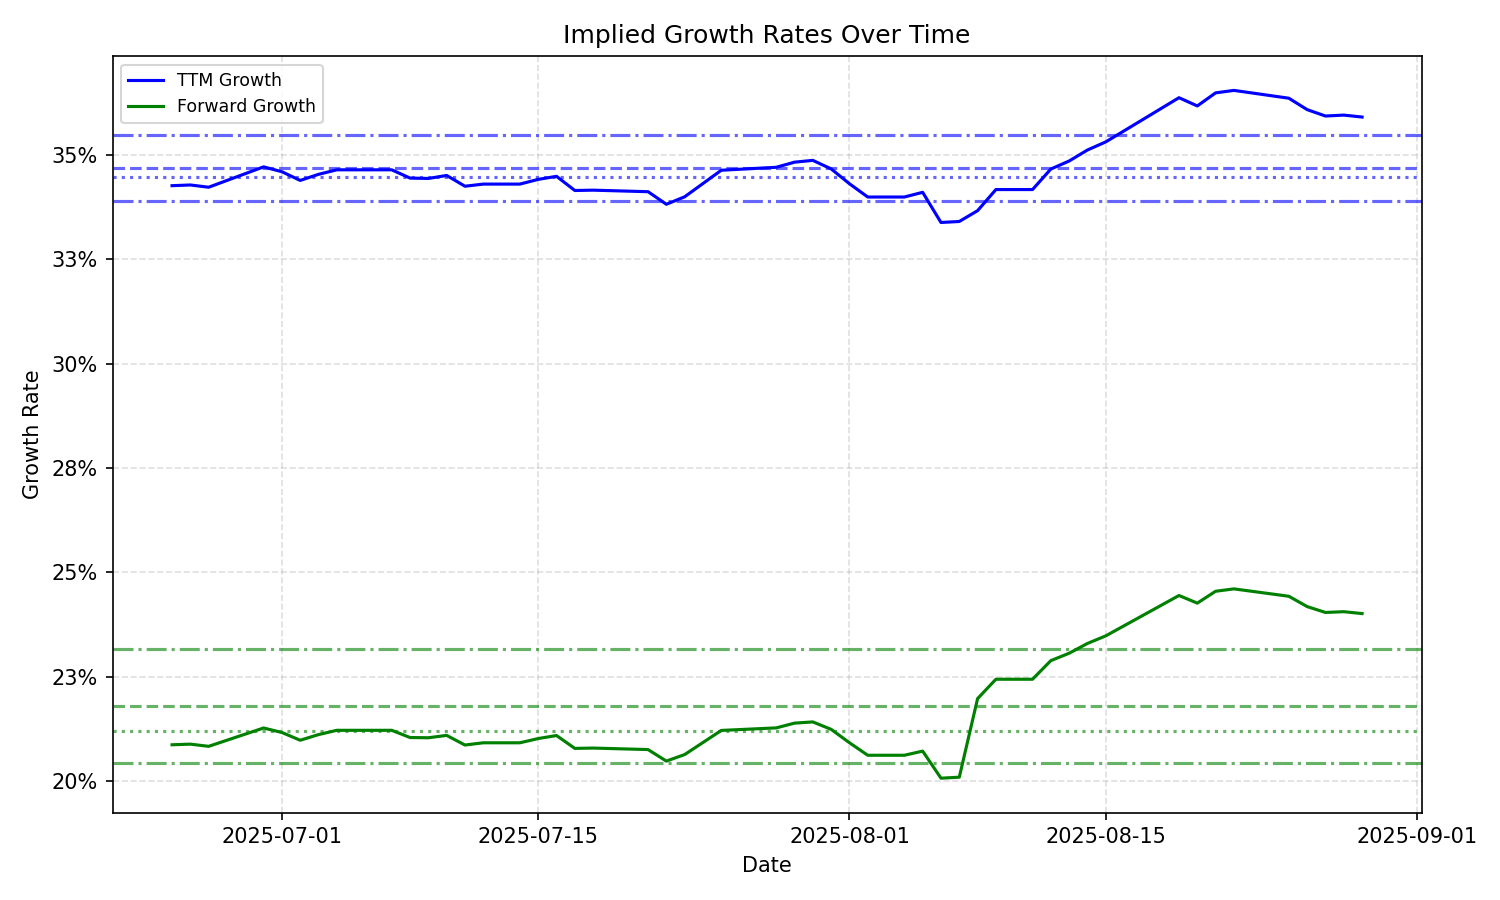 Implied Growth Rates Over Time
TTM Growth
Forward Growth
35%
33%
30%
28%
25%
23%
20%
Growth Rate
2025-07-01
2025-07-15
2025-08-01
2025-08-15
2025-09-01
Date